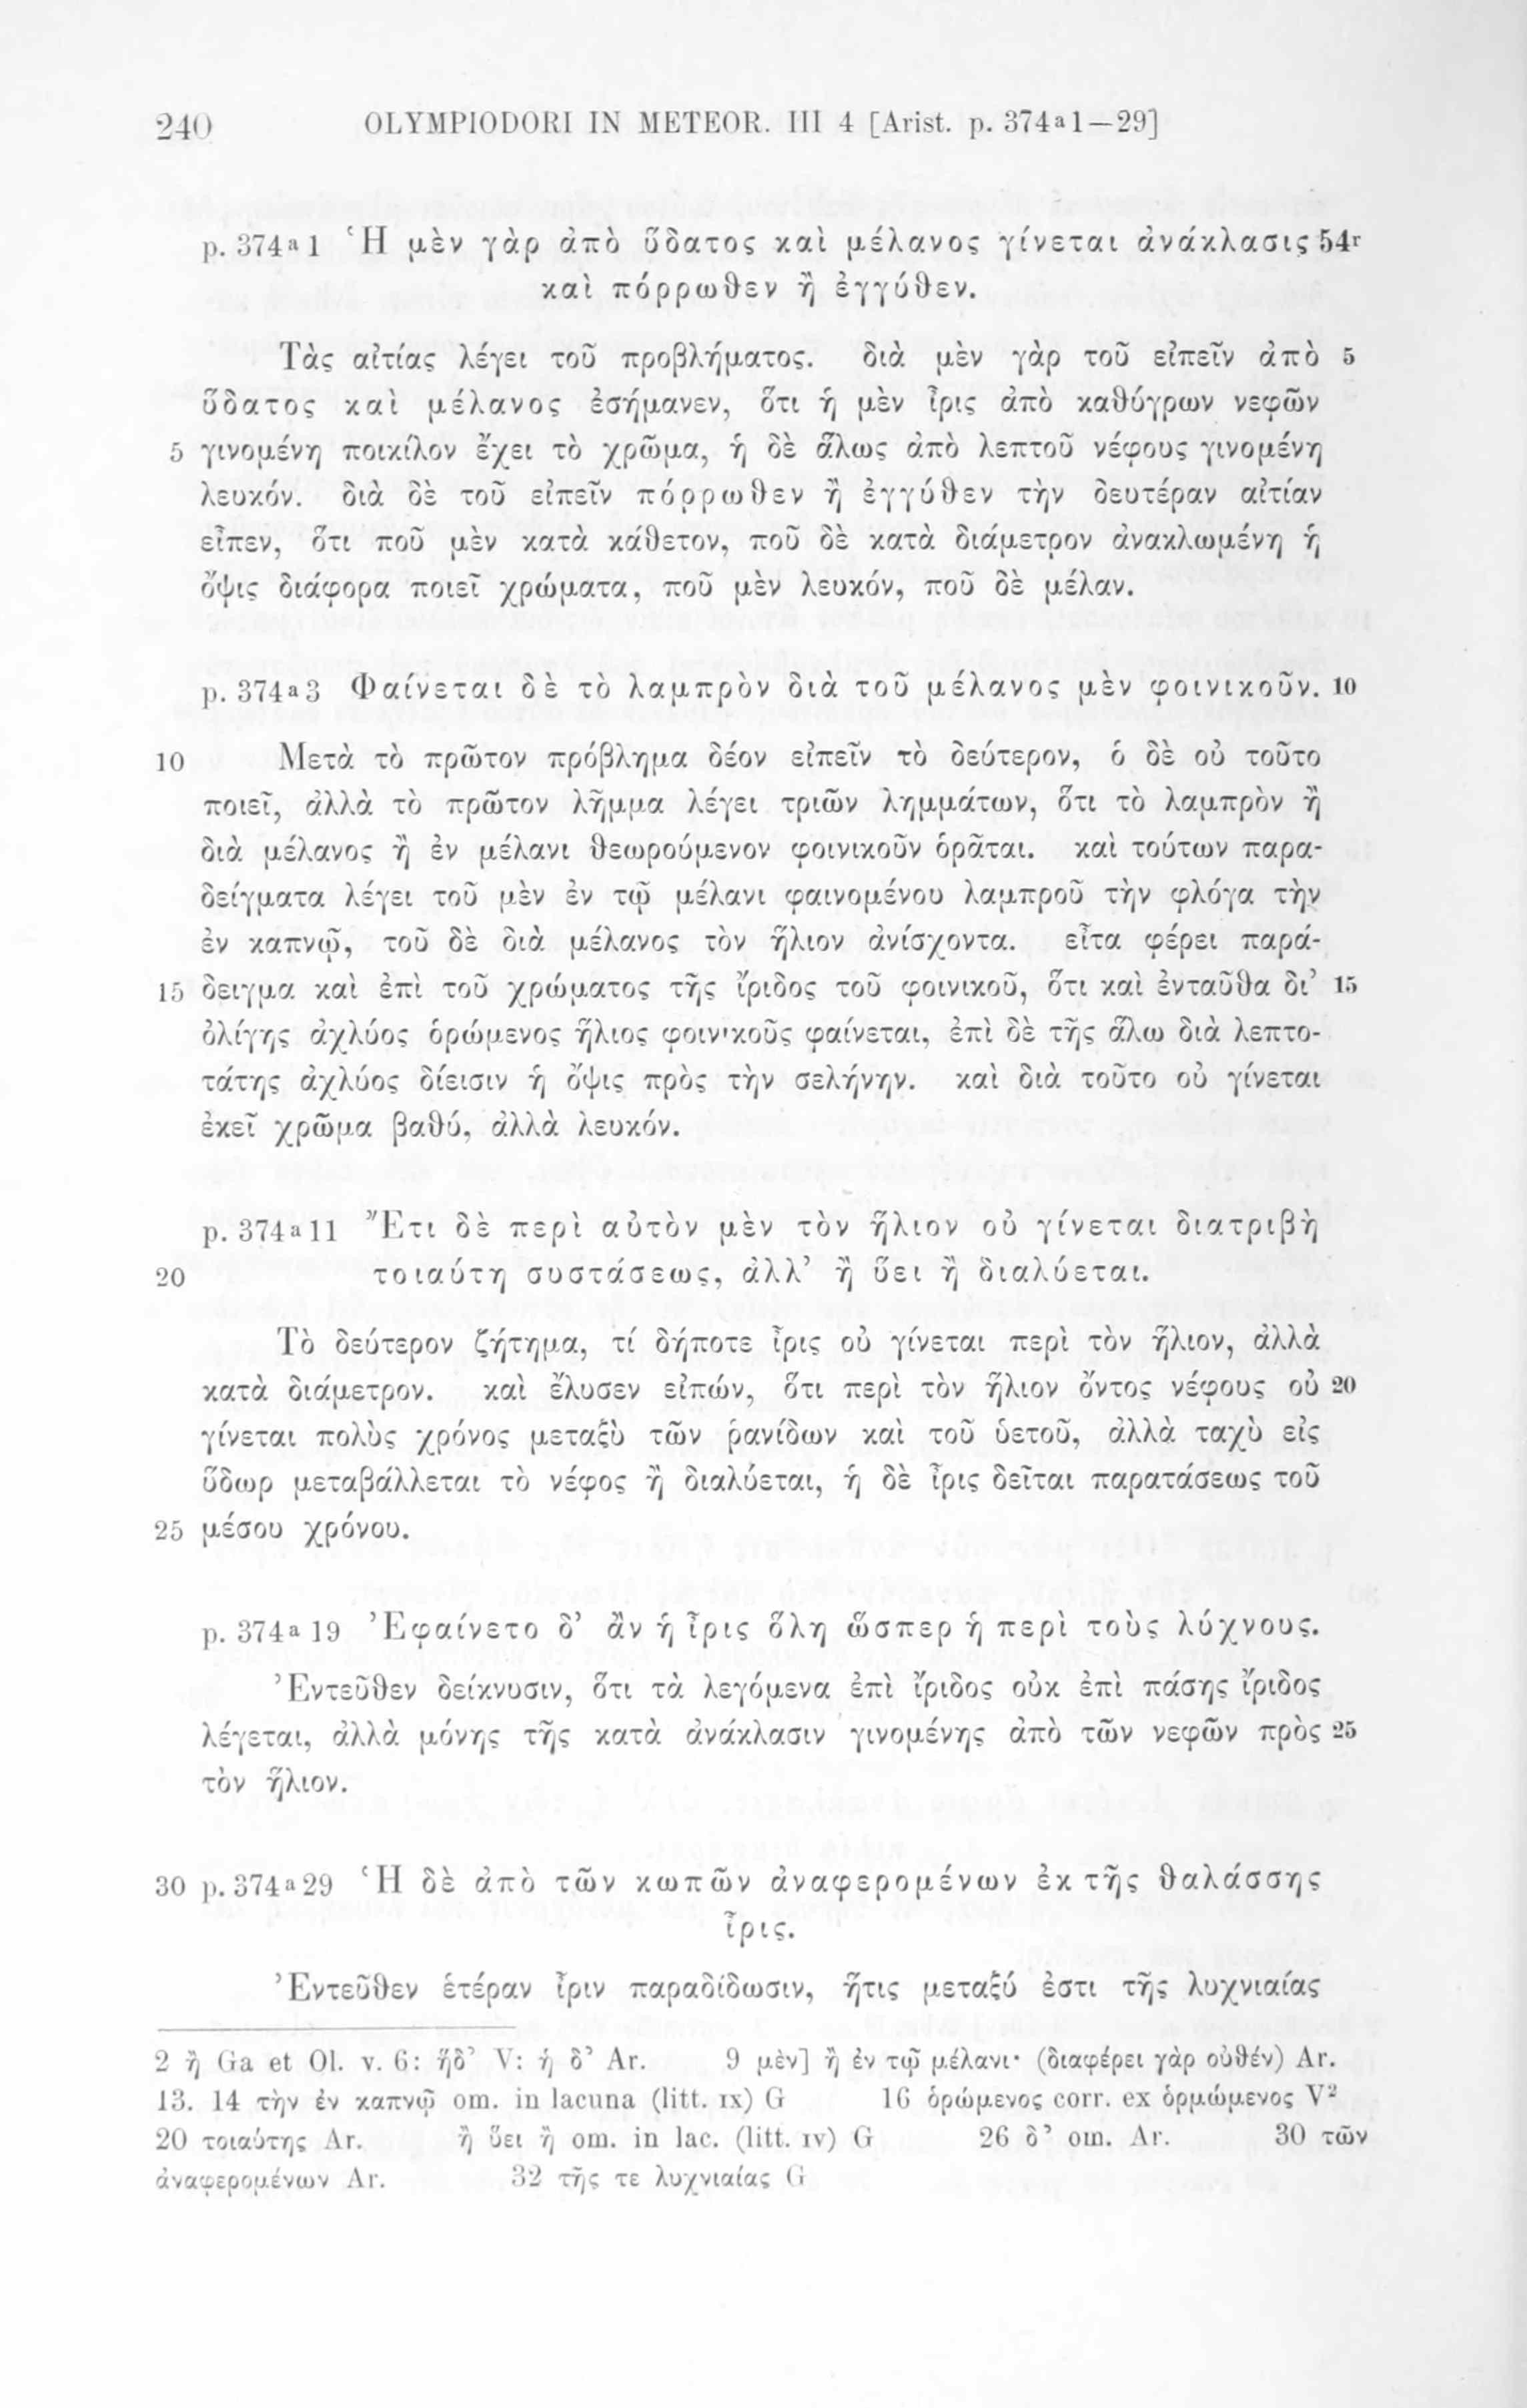 240 OLYMPIODORI IN METEOR. III 4 [Arist. p. 374a1—29]
p. 374a1 Ἡ μὲν γὰρ ἀπὸ ὕδατος καὶ μέλανος γίνεται ἀνάκλασις 54r
καὶ πόρρωθεν ἢ ἐγγύθεν.
Τὰς αἰτίας λέγει τοῦ προβλήματος. διὰ μὲν γὰρ τοῦ εἰπεῖν ἀπὸ 5
ὕδατος καὶ μέλανος ἐσήμανεν, ὅτι ἡ μὲν ἶρις ἀπὸ καθύγρων νεφῶν
5 γινομένη ποικίλον ἔχει τὸ χρῶμα, ἡ δὲ ἅλως ἀπὸ λεπτοῦ νέφους γινομένη
λευκόν. διὰ δὲ τοῦ εἰπεῖν πόρρωθεν ἢ ἐγγύθεν τὴν δευτέραν αἰτίαν
εἶπεν, ὅτι ποῦ μὲν κατὰ κάθετον, ποῦ δὲ κατὰ διάμετρον ἀνακλωμένη ἡ
ὄψις διάφορα ποιεῖ χρώματα, ποῦ μὲν λευκόν, ποῦ δὲ μέλαν.
p. 374a3 Φαίνεται δὲ τὸ λαμπρὸν διὰ τοῦ μέλανος μὲν φοινικοῦν. 10
10 Μετὰ τὸ πρῶτον πρόβλημα δέον εἰπεῖν τὸ δεύτερον, ὁ δὲ οὐ τοῦτο
ποιεῖ, ἀλλὰ τὸ πρῶτον λῆμμα λέγει τριῶν λημμάτων, ὅτι τὸ λαμπρὸν ἢ
διὰ μέλανος ἢ ἐν μέλανι θεωρούμενον φοινικοῦν ὁρᾶται. καὶ τούτων παρα-
δείγματα λέγει τοῦ μὲν ἐν τῷ μέλανι φαινομένου λαμπροῦ τὴν φλόγα τὴν
ἐν καπνῷ, τοῦ δὲ διὰ μέλανος τὸν ἥλιον ἀνίσχοντα. εἶτα φέρει παρά-
15 δειγμα καὶ ἐπὶ τοῦ χρώματος τῆς ἴριδος τοῦ φοινικοῦ, ὅτι καὶ ἐνταῦθα δι’ 15
ὀλίγης ἀχλύος ὁρώμενος ἥλιος φοινικοῦς φαίνεται, ἐπὶ δὲ τῆς ἅλω διὰ λεπτο-
τάτης ἀχλύος δίεισιν ἡ ὄψις πρὸς τὴν σελήνην. καὶ διὰ τοῦτο οὐ γίνεται
ἐκεῖ χρῶμα βαθύ, ἀλλὰ λευκόν.
p. 374a11 Ἔτι δὲ περὶ αὐτὸν μὲν τὸν ἥλιον οὐ γίνεται διατριβὴ
20 τοιαύτη συστάσεως, ἀλλ’ ἢ ὕει ἢ διαλύεται.
Τὸ δεύτερον ζήτημα, τί δήποτε ἶρις οὐ γίνεται περὶ τὸν ἥλιον, ἀλλὰ
κατὰ διάμετρον. καὶ ἔλυσεν εἰπών, ὅτι περὶ τὸν ἥλιον ὄντος νέφους οὐ 20
γίνεται πολὺς χρόνος μεταξὺ τῶν ῥανίδων καὶ τοῦ ὑετοῦ, ἀλλὰ ταχὺ εἰς
ὕδωρ μεταβάλλεται τὸ νέφος ἢ διαλύεται, ἡ δὲ ἶρις δεῖται παρατάσεως τοῦ
25 μέσου χρόνου.
p. 374a19 Ἐφαίνετο δ’ ἂν ἡ ἶρις ὅλη ὥσπερ ἡ περὶ τοὺς λύχνους.
Ἐντεῦθεν δείκνυσιν, ὅτι τὰ λεγόμενα ἐπὶ ἴριδος οὐκ ἐπὶ πάσης ἴριδος
λέγεται, ἀλλὰ μόνης τῆς κατὰ ἀνάκλασιν γινομένης ἀπὸ τῶν νεφῶν πρὸς 25
τὸν ἥλιον.
30 p. 374a29 Ἡ δὲ ἀπὸ τῶν κωπῶν ἀναφερομένων ἐκ τῆς θαλάσσης
ἶρις.
Ἐντεῦθεν ἑτέραν ἶριν παραδίδωσιν, ἥτις μεταξύ ἐστι τῆς λυχνιαίας
2 ἢ Ga et Ol. v. 6: ἥδ’ V: ἡ δ’ Ar. 9 μὲν] ἢ ἐν τῷ μέλανι· (διαφέρει γὰρ οὐθέν) Ar.
13. 14 τὴν ἐν καπνῷ om. in lacuna (litt. IX) G 16 ὁρώμενος corr. ex ὁρμώμενος V2
20 τοιαύτης Ar. ἢ ὕει ἢ om. in lac. (litt. IV) G 26 δ’ om. Ar. 30 τῶν
ἀναφερομένων Ar. 32 τῆς τε λυχνιαίας G